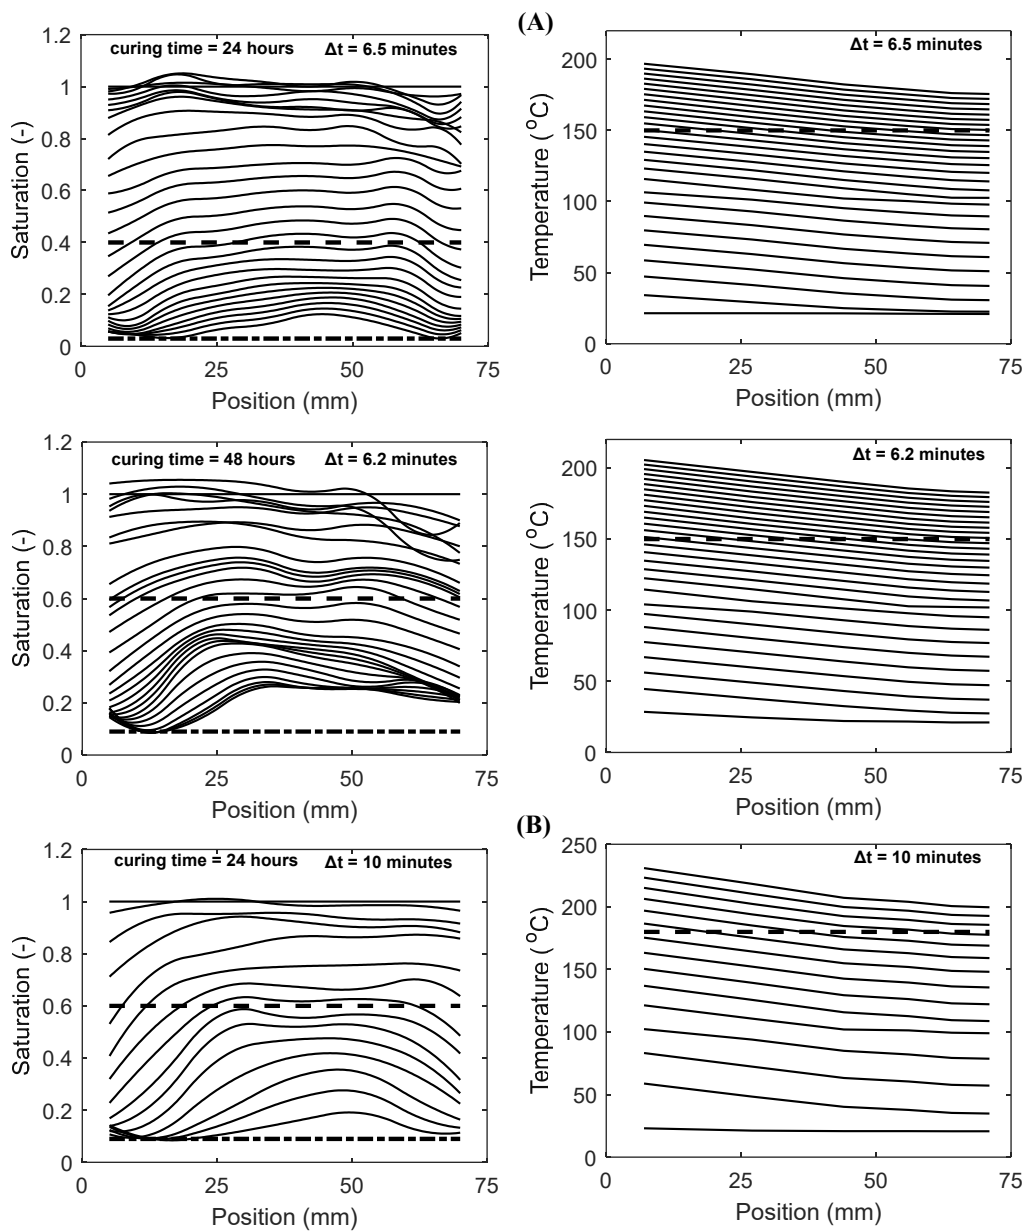 (A)
curing time = 24 hours Δt = 6.5 minutes
1.2
1
0.8
0.6
0.4
0.2
0
Saturation (-)
0 25 50 75
Position (mm)
Δt = 6.5 minutes
200
150
100
50
0
Temperature (°C)
0 25 50 75
Position (mm)
curing time = 48 hours Δt = 6.2 minutes
1.2
1
0.8
0.6
0.4
0.2
0
Saturation (-)
0 25 50 75
Position (mm)
Δt = 6.2 minutes
200
150
100
50
0
Temperature (°C)
0 25 50 75
Position (mm)
(B)
curing time = 24 hours Δt = 10 minutes
1.2
1
0.8
0.6
0.4
0.2
0
Saturation (-)
0 25 50 75
Position (mm)
Δt = 10 minutes
250
200
150
100
50
0
Temperature (°C)
0 25 50 75
Position (mm)